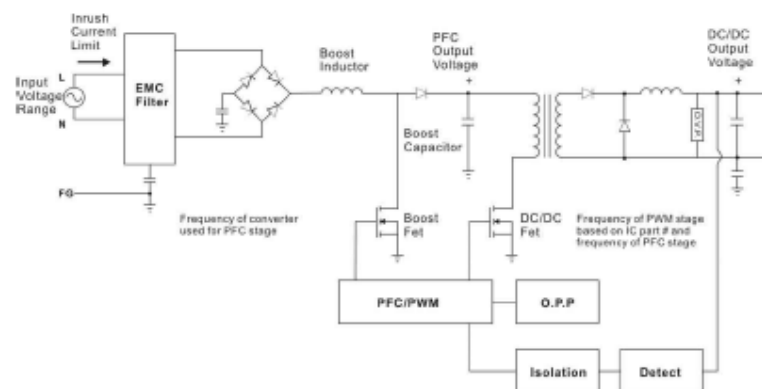 Inrush
Current
Limit
Input
Voltage
Range
L
N
EMC
Filter
FG
Boost
Inductor
PFC
Output
Voltage
+
DC/DC
Output
Voltage
+
O.V.P
Boost
Capacitor
Frequency of converter
used for PFC stage
Boost
Fet
DC/DC
Fet
Frequency of PWM stage
based on IC part # and
frequency of PFC stage
PFC/PWM
O.P.P
Isolation
Detect